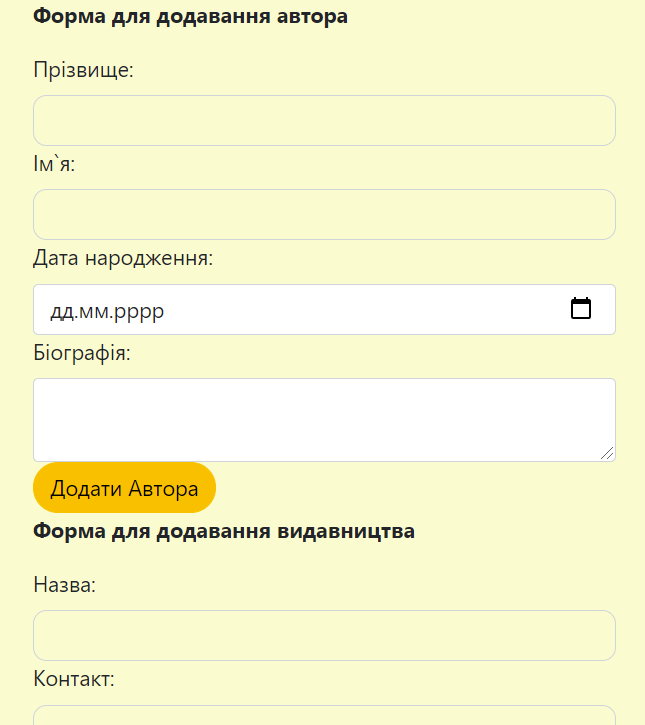 Форма для додавання автора
Прізвище:
Ім`я:
Дата народження:
дд.мм.рррр
Біографія:
Додати Автора
Форма для додавання видавництва
Назва:
Контакт: